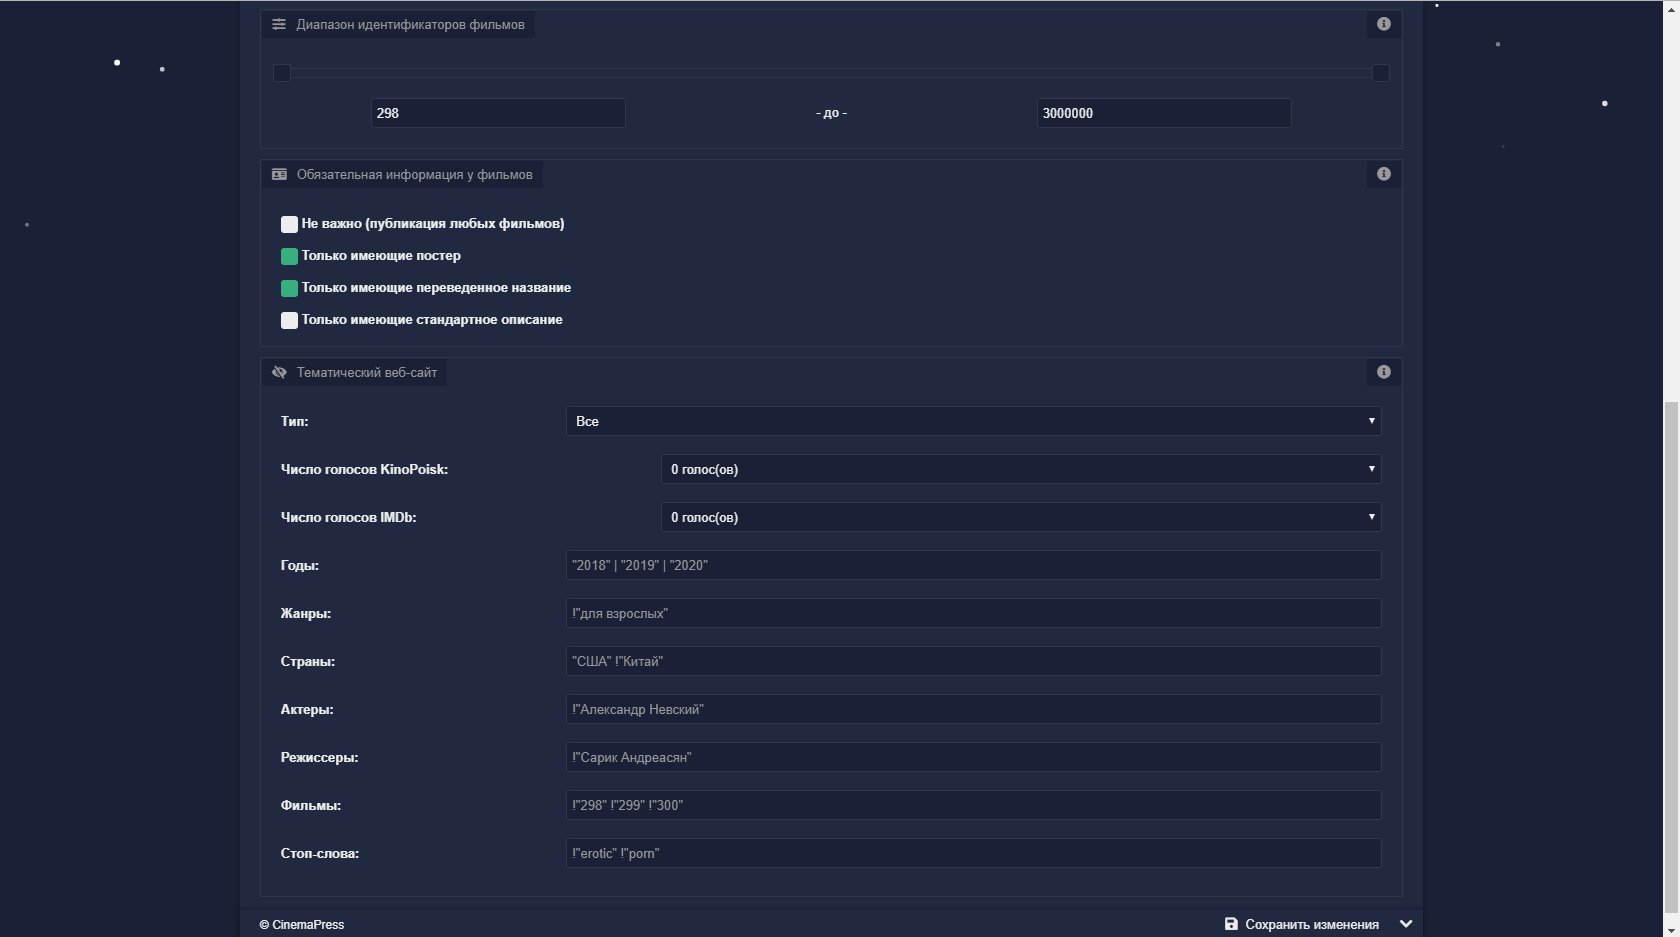 Диапазон идентификаторов фильмов
298 - до - 3000000
Обязательная информация у фильмов
Не важно (публикация любых фильмов)
Только имеющие постер
Только имеющие переведенное название
Только имеющие стандартное описание
Тематический веб-сайт
Тип: Все
Число голосов KinoPoisk: 0 голос(ов)
Число голосов IMDb: 0 голос(ов)
Годы: "2018" | "2019" | "2020"
Жанры: !"для взрослых"
Страны: "США" !"Китай"
Актеры: !"Александр Невский"
Режиссеры: !"Сарик Андреасян"
Фильмы: !"298" !"299" !"300"
Стоп-слова: !"erotic" !"porn"
© CinemaPress Сохранить изменения